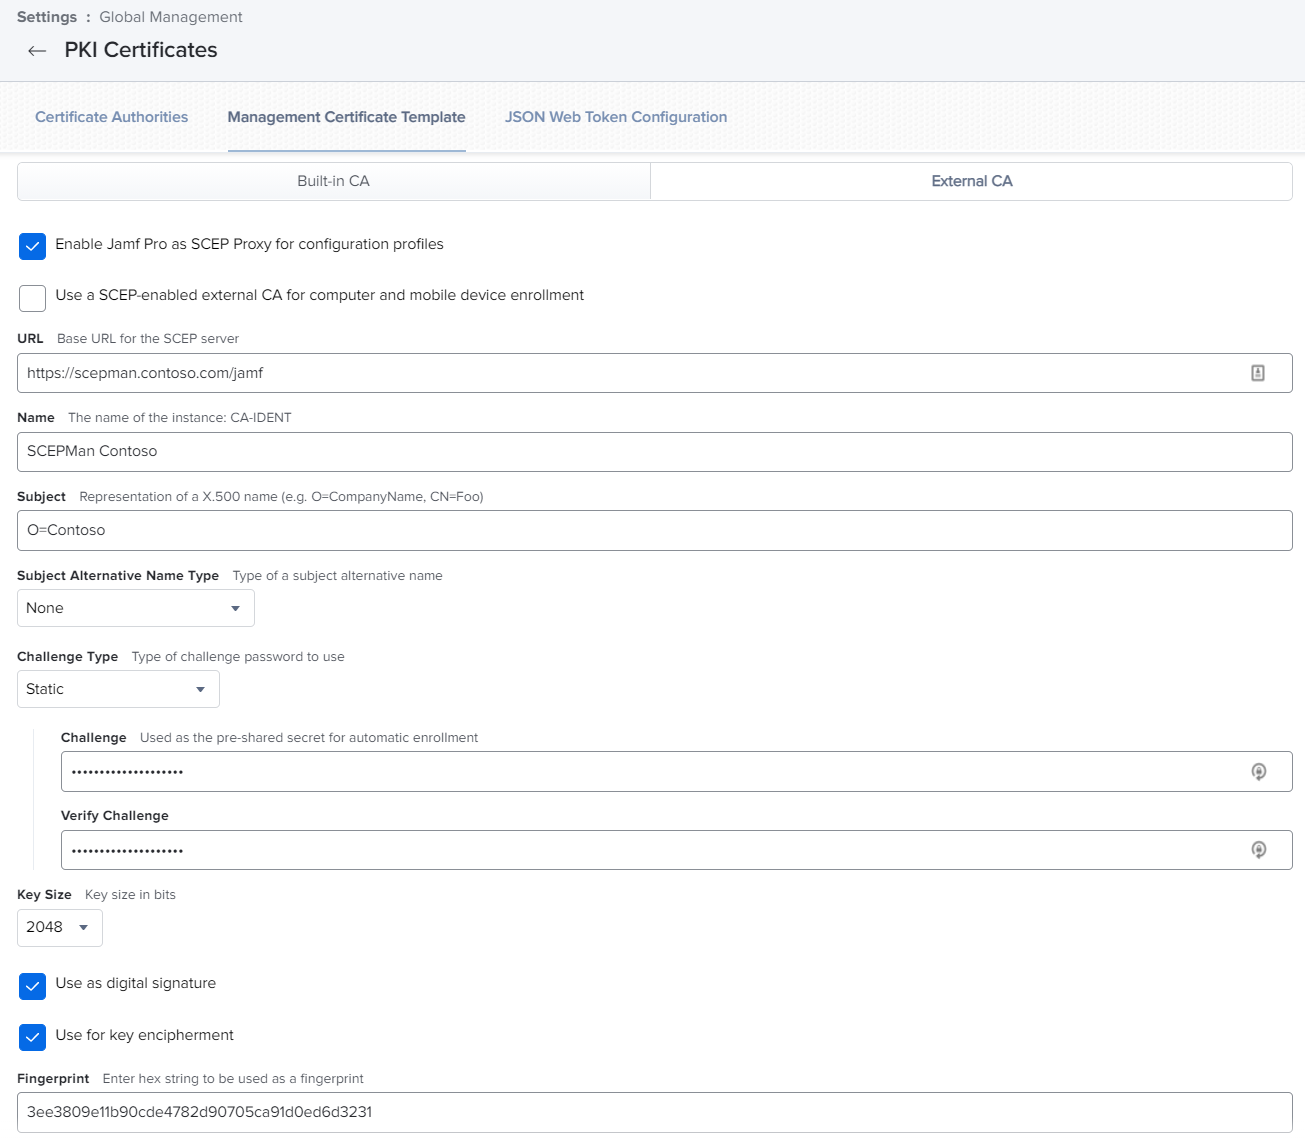 Settings : Global Management
← PKI Certificates
Certificate Authorities Management Certificate Template JSON Web Token Configuration
Built-in CA External CA
Enable Jamf Pro as SCEP Proxy for configuration profiles
Use a SCEP-enabled external CA for computer and mobile device enrollment
URL Base URL for the SCEP server
https://scepman.contoso.com/jamf
Name The name of the instance: CA-IDENT
SCEPMan Contoso
Subject Representation of a X.500 name (e.g. O=CompanyName, CN=Foo)
O=Contoso
Subject Alternative Name Type Type of a subject alternative name
None
Challenge Type Type of challenge password to use
Static
Challenge Used as the pre-shared secret for automatic enrollment
••••••••••••••••••••
Verify Challenge
••••••••••••••••••••
Key Size Key size in bits
2048
Use as digital signature
Use for key encipherment
Fingerprint Enter hex string to be used as a fingerprint
3ee3809e11b90cde4782d90705ca91d0ed6d3231